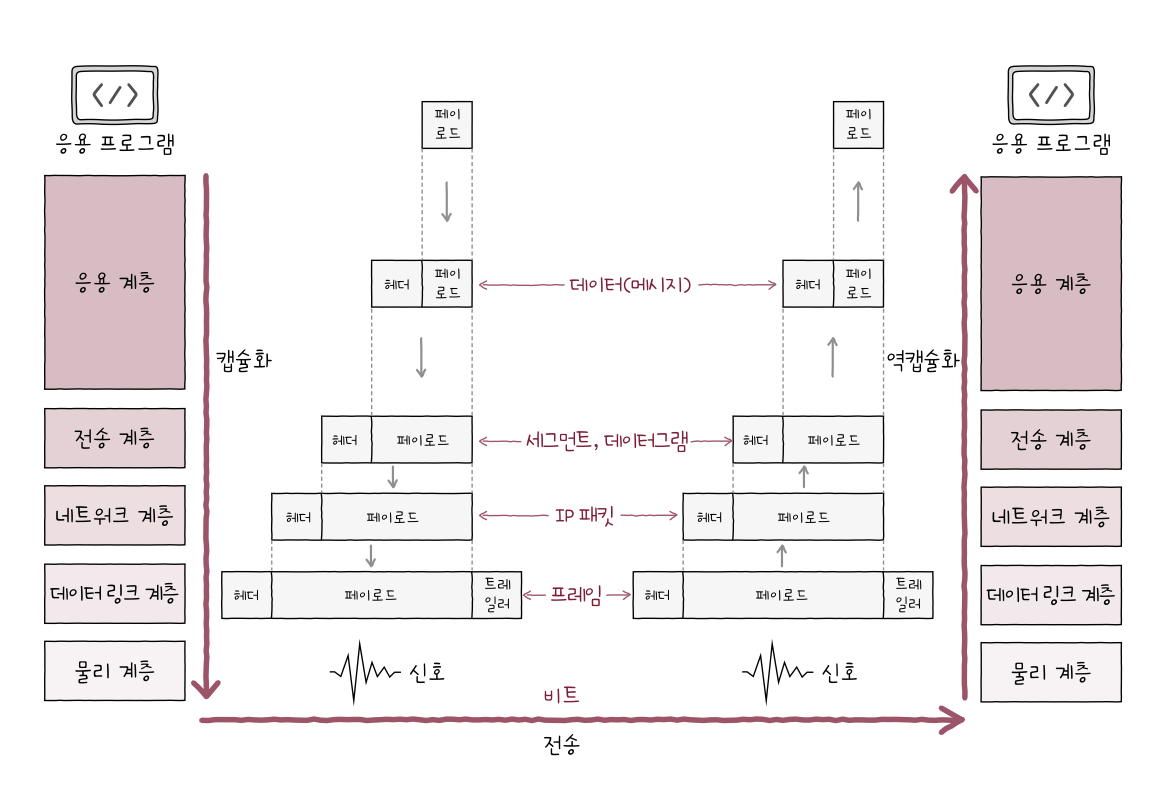 응용 프로그램
응용 프로그램
페이
로드
페이
로드
응용 계층
헤더
페이
로드
데이터(메시지)
헤더
페이
로드
응용 계층
캡슐화
역캡슐화
전송 계층
헤더
페이로드
세그먼트, 데이터그램
헤더
페이로드
전송 계층
네트워크 계층
헤더
페이로드
IP 패킷
헤더
페이로드
네트워크 계층
데이터 링크 계층
헤더
페이로드
트레
일러
프레임
헤더
페이로드
트레
일러
데이터 링크 계층
물리 계층
신호
신호
물리 계층
비트
전송